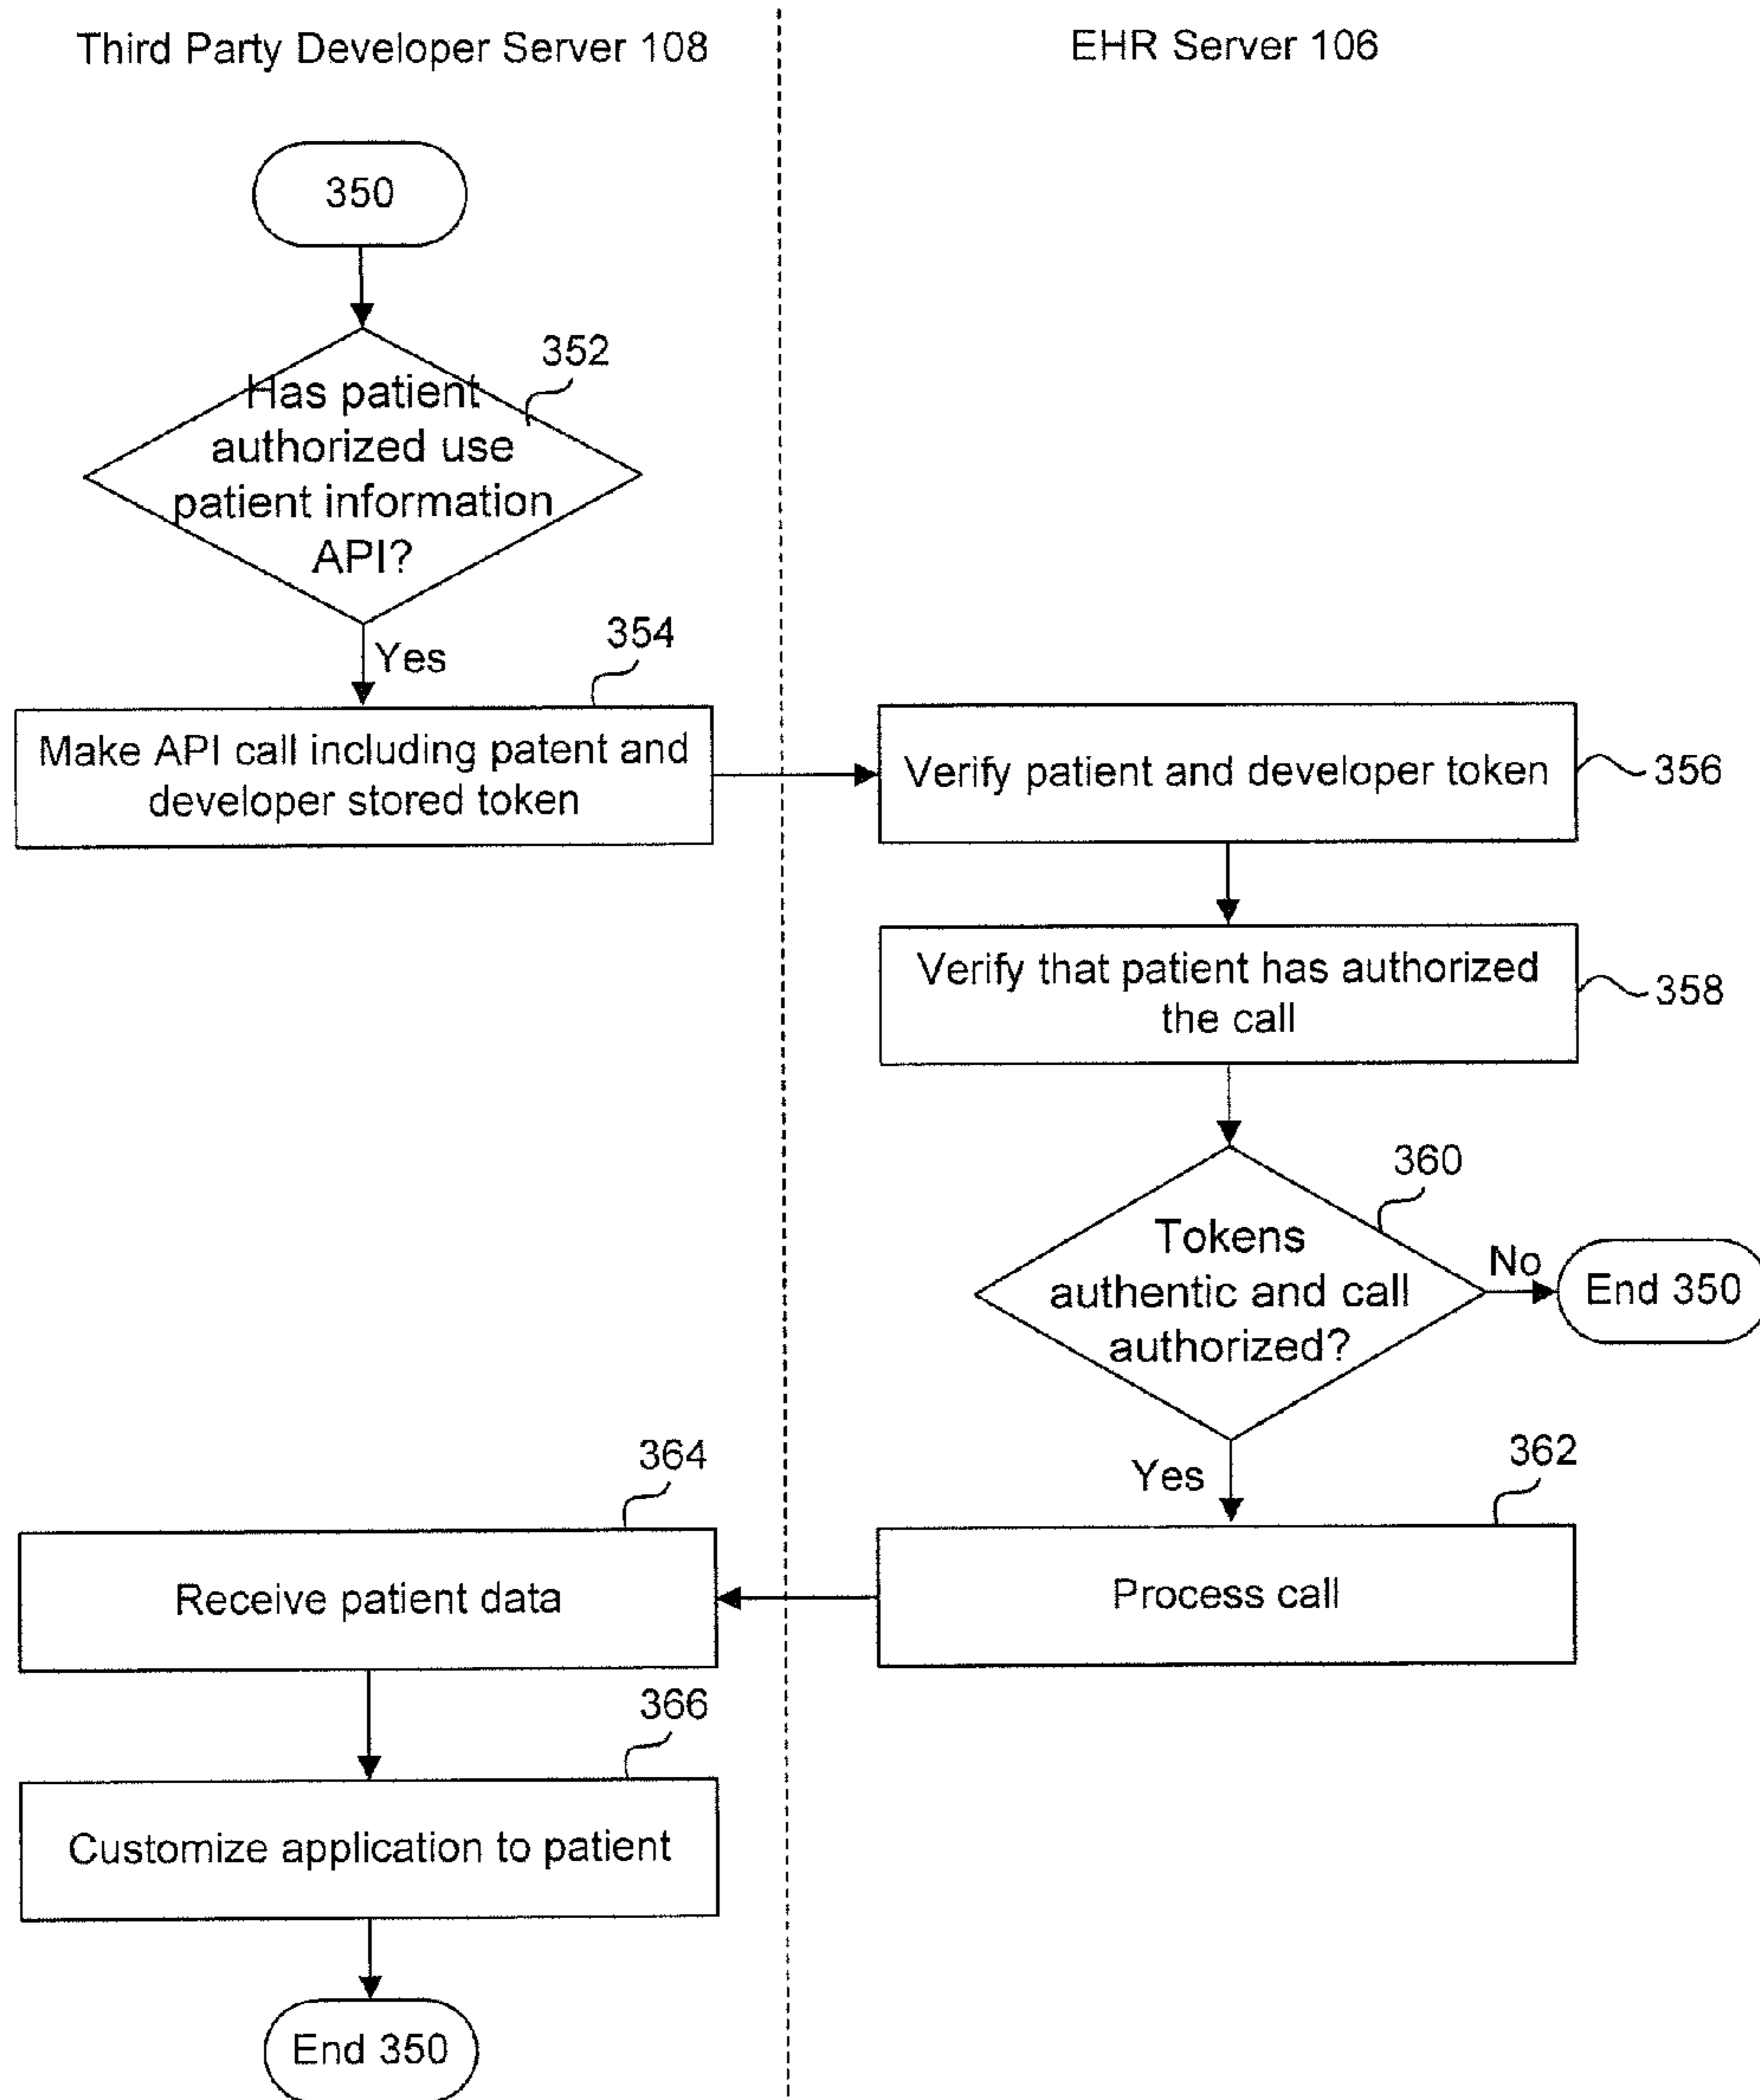 Third Party Developer Server 108
EHR Server 106
350
352
Has patient
authorized use
patient information
API?
Yes
354
Make API call including patent and
developer stored token
Verify patient and developer token
356
Verify that patient has authorized
the call
358
360
Tokens
authentic and call
authorized?
No
End 350
Yes
362
Process call
364
Receive patient data
366
Customize application to patient
End 350